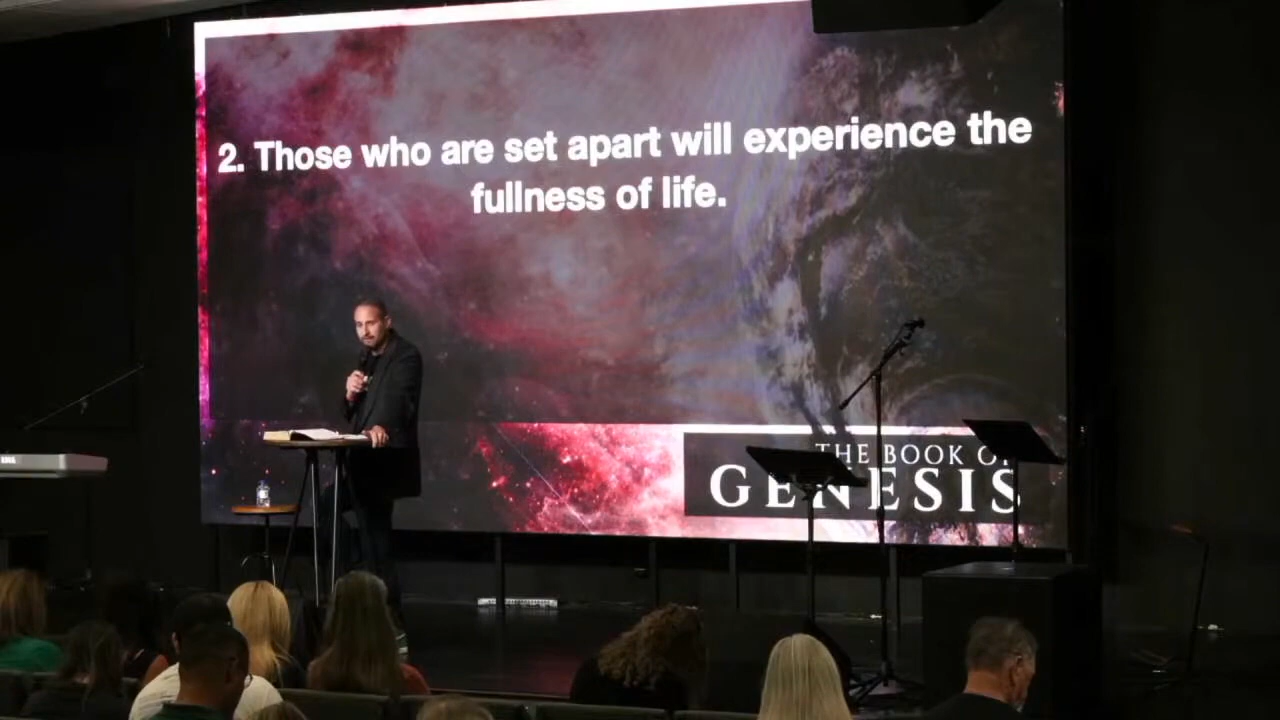 2. Those who are set apart will experience the
fullness of life.
THE BOOK OF
GENESIS